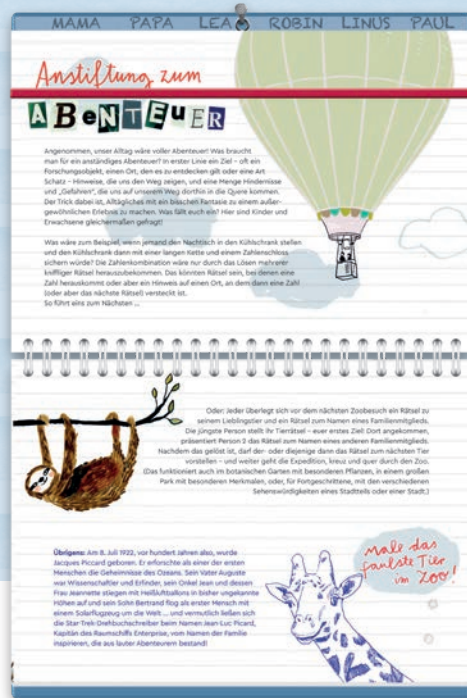 MAMA PAPA LEA ROBIN LINUS PAUL
Anstiftung zum
ABENTEUER
Angenommen, unser Alltag wäre voller Abenteuer! Was braucht
man für ein anständiges Abenteuer? In erster Linie ein Ziel – oft ein
Forschungsobjekt, einen Ort, den es zu entdecken gilt oder eine Art
Schatz – Hinweise, die uns den Weg zeigen, und eine Menge Hindernisse
und „Gefahren“, die uns auf unserem Weg dorthin in die Quere kommen.
Der Trick dabei ist, Alltägliches mit ein bisschen Fantasie zu einem außer-
gewöhnlichen Erlebnis zu machen. Was fällt euch ein? Hier sind Kinder und
Erwachsene gleichermaßen gefragt!
Was wäre zum Beispiel, wenn jemand den Nachtisch in den Kühlschrank stellen
und den Kühlschrank dann mit einer langen Kette und einem Zahlenschloss
sichern würde? Die Zahlenkombination wäre nur durch das Lösen mehrerer
kniffliger Rätsel herauszubekommen. Das könnten Rätsel sein, bei denen eine
Zahl herauskommt oder aber ein Hinweis auf einen Ort, an dem dann eine Zahl
(oder aber das nächste Rätsel) versteckt ist.
So führt eins zum Nächsten ...
Oder: Jeder überlegt sich vor dem nächsten Zoobesuch ein Rätsel zu
seinem Lieblingstier und ein Rätsel zum Namen eines Familienmitglieds.
Die jüngste Person stellt ihr Tierrätsel – euer erstes Ziel! Dort angekommen,
präsentiert Person 2 das Rätsel zum Namen eines anderen Familienmitglieds.
Nachdem das gelöst ist, darf der- oder diejenige dann das Rätsel zum nächsten Tier
vorstellen – und weiter geht die Expedition, kreuz und quer durch den Zoo.
(Das funktioniert auch im botanischen Garten mit besonderen Pflanzen, in einem großen
Park mit besonderen Merkmalen, oder, für Fortgeschrittene, mit den verschiedenen
Sehenswürdigkeiten eines Stadtteils oder einer Stadt.)
Übrigens: Am 8. Juli 1922, vor hundert Jahren also, wurde
Jacques Piccard geboren. Er erforschte als einer der ersten
Menschen die Geheimnisse des Ozeans. Sein Vater Auguste
war Wissenschaftler und Erfinder, sein Onkel Jean und dessen
Frau Jeannette stiegen mit Heißluftballons in bisher ungekannte
Höhen auf und sein Sohn Bertrand flog als erster Mensch mit
einem Solarflugzeug um die Welt ... und vermutlich ließen sich
die Star-Trek-Drehbuchschreiber beim Namen Jean-Luc Picard,
Kapitän des Raumschiffs Enterprise, vom Namen der Familie
inspirieren, die aus lauter Abenteurern bestand!
Male das
faulste Tier
im Zoo!